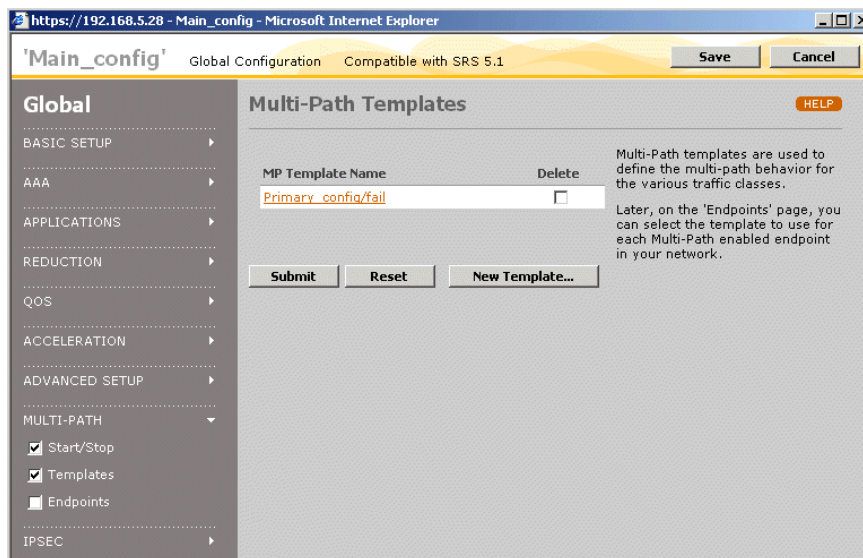 https://192.168.5.28 - Main_config - Microsoft Internet Explorer
'Main_config' Global Configuration Compatible with SRS 5.1 Save Cancel
Global
BASIC SETUP
AAA
APPLICATIONS
REDUCTION
QOS
ACCELERATION
ADVANCED SETUP
MULTI-PATH
Start/Stop
Templates
Endpoints
IPSEC
Multi-Path Templates HELP
MP Template Name Delete
Primary_config/fail
Submit Reset New Template...
Multi-Path templates are used to
define the multi-path behavior for
the various traffic classes.
Later, on the 'Endpoints' page, you
can select the template to use for
each Multi-Path enabled endpoint
in your network.